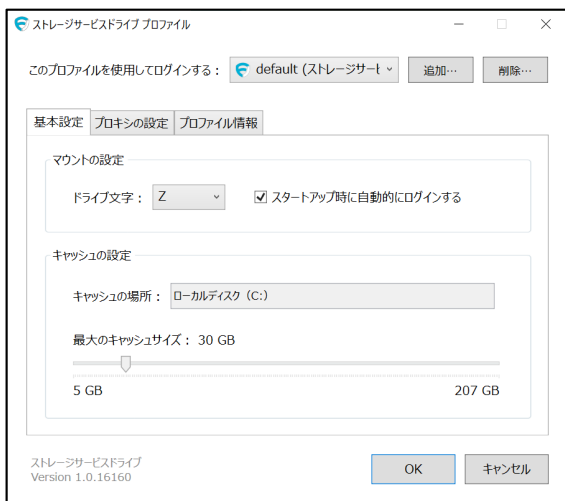 ストレージサービスドライブ プロファイル
このプロファイルを使用してログインする： default (ストレージサーセ 追加… 削除…
基本設定 プロキシの設定 プロファイル情報
マウントの設定
ドライブ文字： Z スタートアップ時に自動的にログインする
キャッシュの設定
キャッシュの場所： ローカルディスク (C:)
最大のキャッシュサイズ： 30 GB
5 GB 207 GB
ストレージサービスドライブ
Version 1.0.16160
OK キャンセル